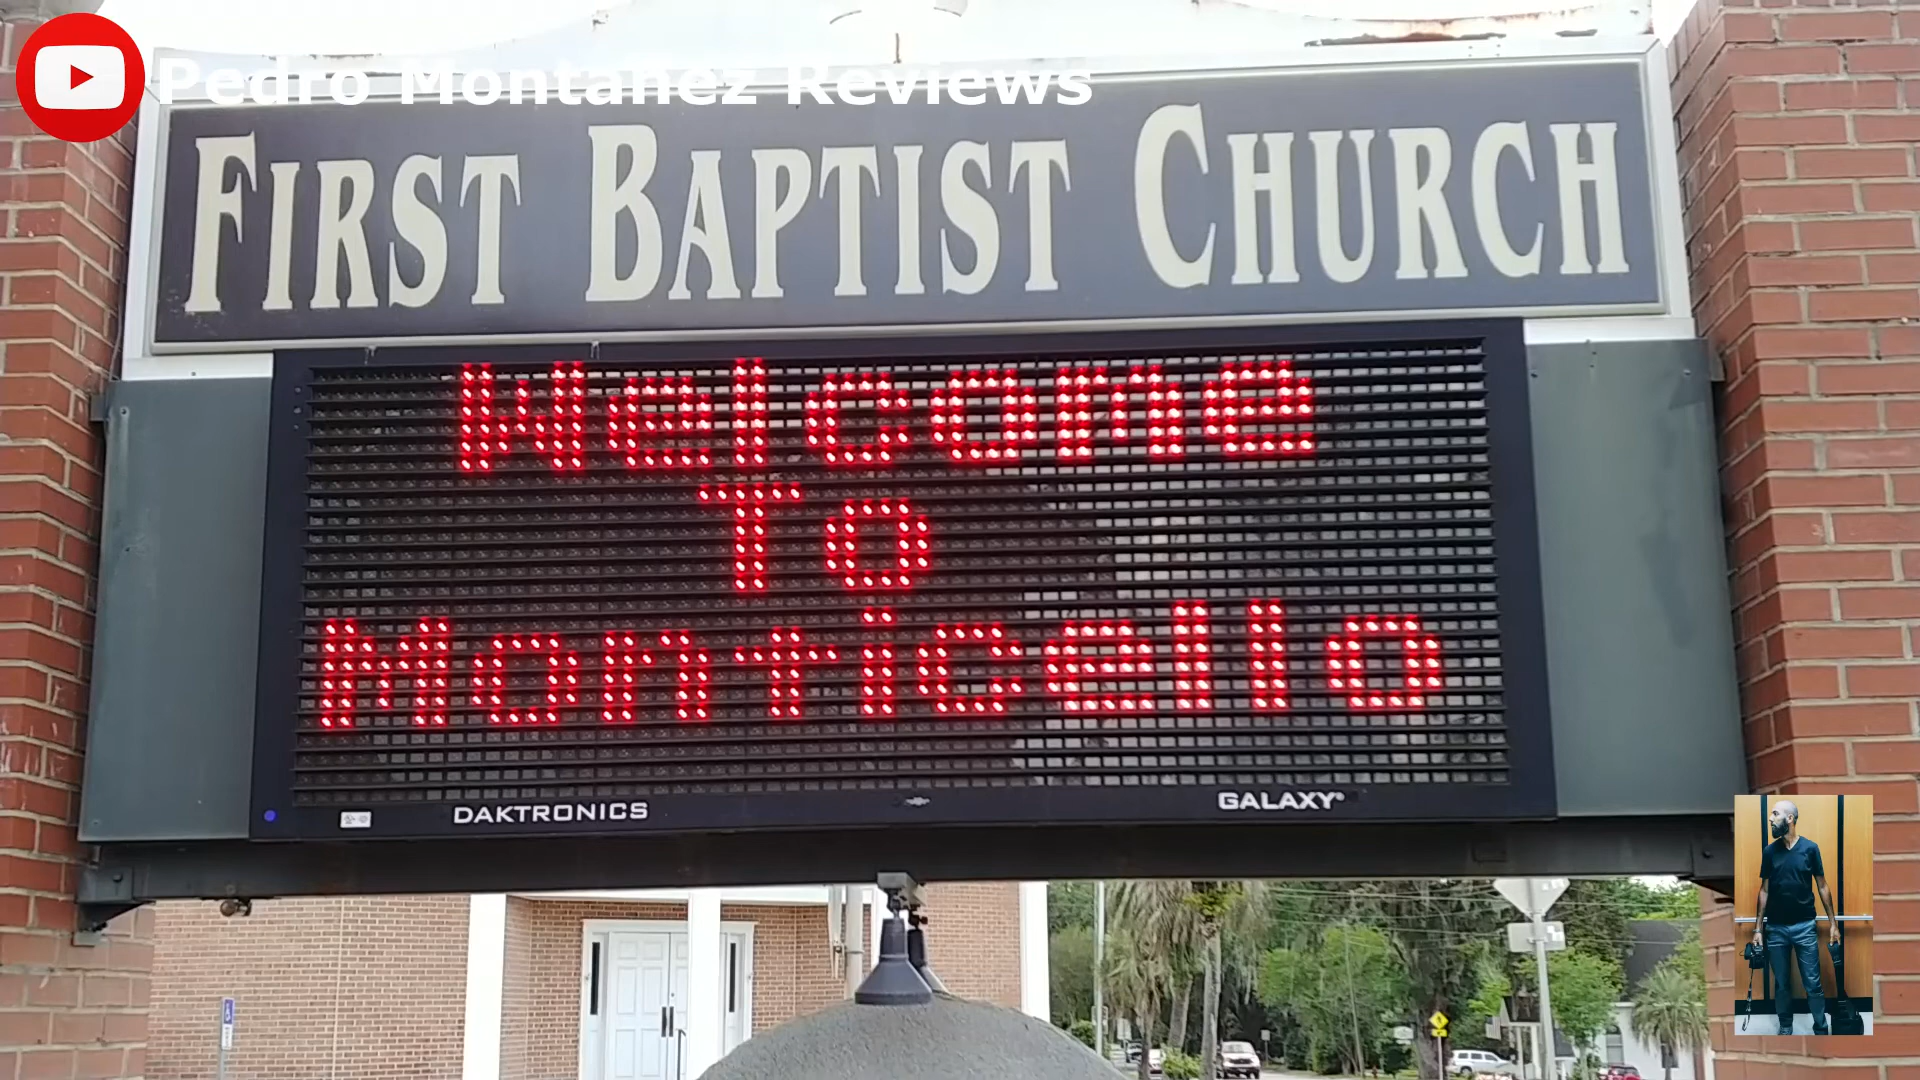 Pedro Montanez Reviews
FIRST BAPTIST CHURCH
Welcome
To
Monticello
DAKTRONICS
GALAXY®